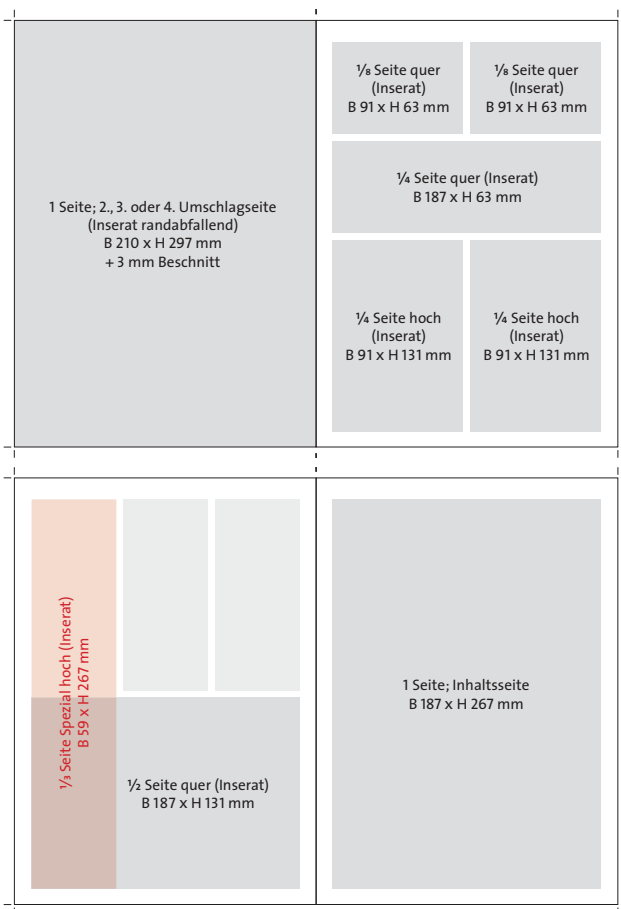 1 Seite; 2., 3. oder 4. Umschlagseite
(Inserat randabfallend)
B 210 x H 297 mm
+ 3 mm Beschnitt
⅛ Seite quer
(Inserat)
B 91 x H 63 mm
⅛ Seite quer
(Inserat)
B 91 x H 63 mm
¼ Seite quer (Inserat)
B 187 x H 63 mm
¼ Seite hoch
(Inserat)
B 91 x H 131 mm
¼ Seite hoch
(Inserat)
B 91 x H 131 mm
⅓ Seite Spezial hoch (Inserat)
B 59 x H 267 mm
½ Seite quer (Inserat)
B 187 x H 131 mm
1 Seite; Inhaltsseite
B 187 x H 267 mm